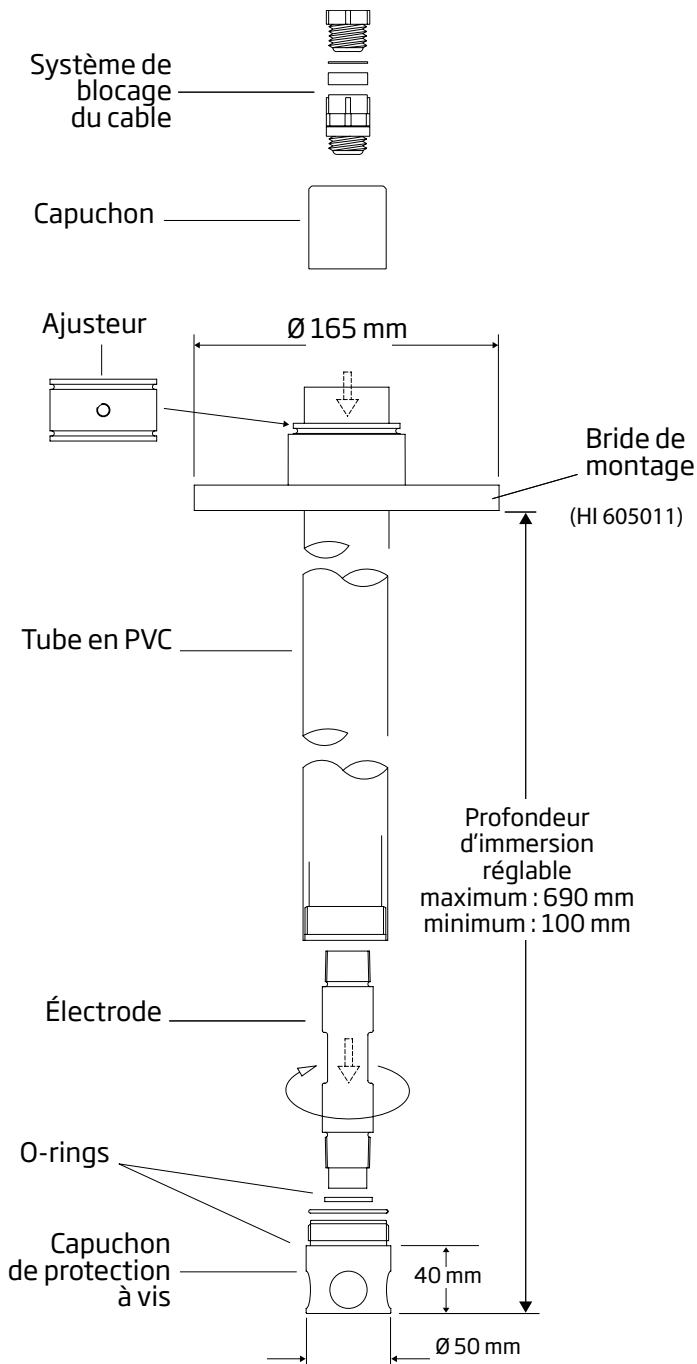 Système de
blocage
du cable
Capuchon
Ajusteur
Ø 165 mm
Bride de
montage
(HI 605011)
Tube en PVC
Profondeur
d'immersion
réglable
maximum : 690 mm
minimum : 100 mm
Électrode
O-rings
Capuchon
de protection
à vis
40 mm
Ø 50 mm